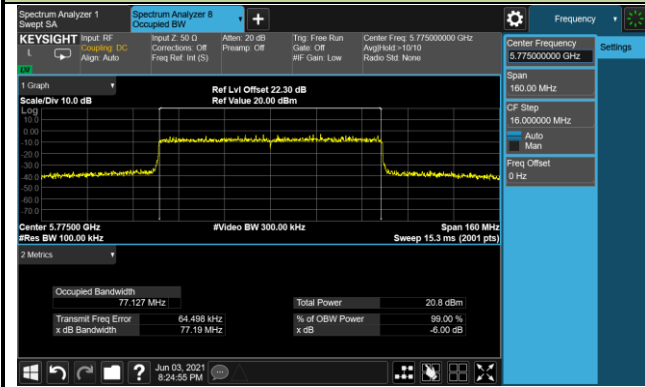 Spectrum Analyzer 1
Swept SA
Spectrum Analyzer 8
Occupied BW
+
Frequency
KEYSIGHT
L
Input: RF
Coupling: DC
Align: Auto
Input Z: 50 Ω
Corrections: Off
Freq Ref: Int (S)
Atten: 20 dB
Preamp: Off
Trig: Free Run
Gate: Off
#IF Gain: Low
Center Freq: 5.775000000 GHz
Avg|Hold:>10/10
Radio Std: None
Center Frequency
5.775000000 GHz
Settings
Span
160.00 MHz
CF Step
16.000000 MHz
Auto
Man
Freq Offset
0 Hz
1 Graph
Scale/Div 10.0 dB
Ref Lvl Offset 22.30 dB
Ref Value 20.00 dBm
Log
10.0
0.00
-10.0
-20.0
-30.0
-40.0
-50.0
-60.0
-70.0
Center 5.77500 GHz
#Video BW 300.00 kHz
Span 160 MHz
#Res BW 100.00 kHz
Sweep 15.3 ms (2001 pts)
2 Metrics
Occupied Bandwidth
77.127 MHz
Total Power
20.8 dBm
Transmit Freq Error
64.498 kHz
% of OBW Power
99.00 %
x dB Bandwidth
77.19 MHz
x dB
-6.00 dB
?
Jun 03, 2021
8:24:55 PM